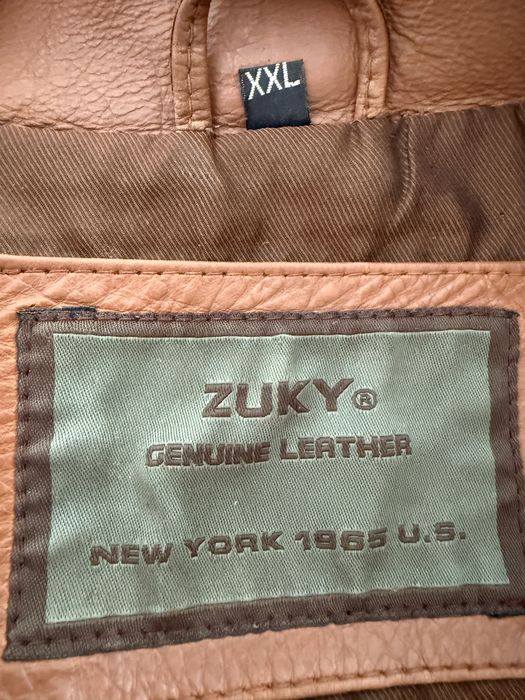 XXL
ZUKY®
GENUINE LEATHER
NEW YORK 1965 U.S.